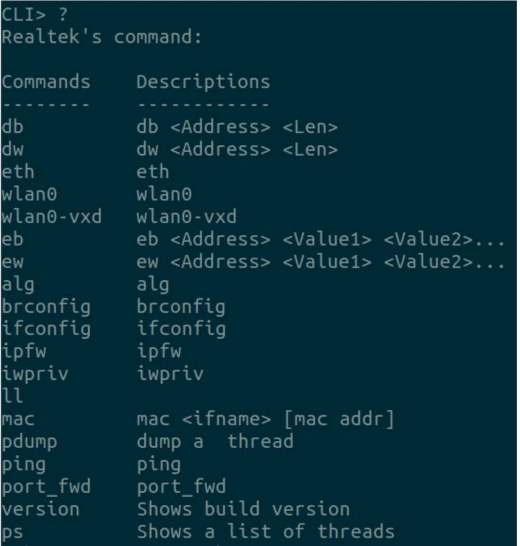 CLI> ?
Realtek's command:
Commands Descriptions
-------- ------------
db db <Address> <Len>
dw dw <Address> <Len>
eth eth
wlan0 wlan0
wlan0-vxd wlan0-vxd
eb eb <Address> <Value1> <Value2>...
ew ew <Address> <Value1> <Value2>...
alg alg
brconfig brconfig
ifconfig ifconfig
ipfw ipfw
iwpriv iwpriv
ll
mac mac <ifname> [mac addr]
pdump dump a  thread
ping ping
port_fwd port_fwd
version Shows build version
ps Shows a list of threads